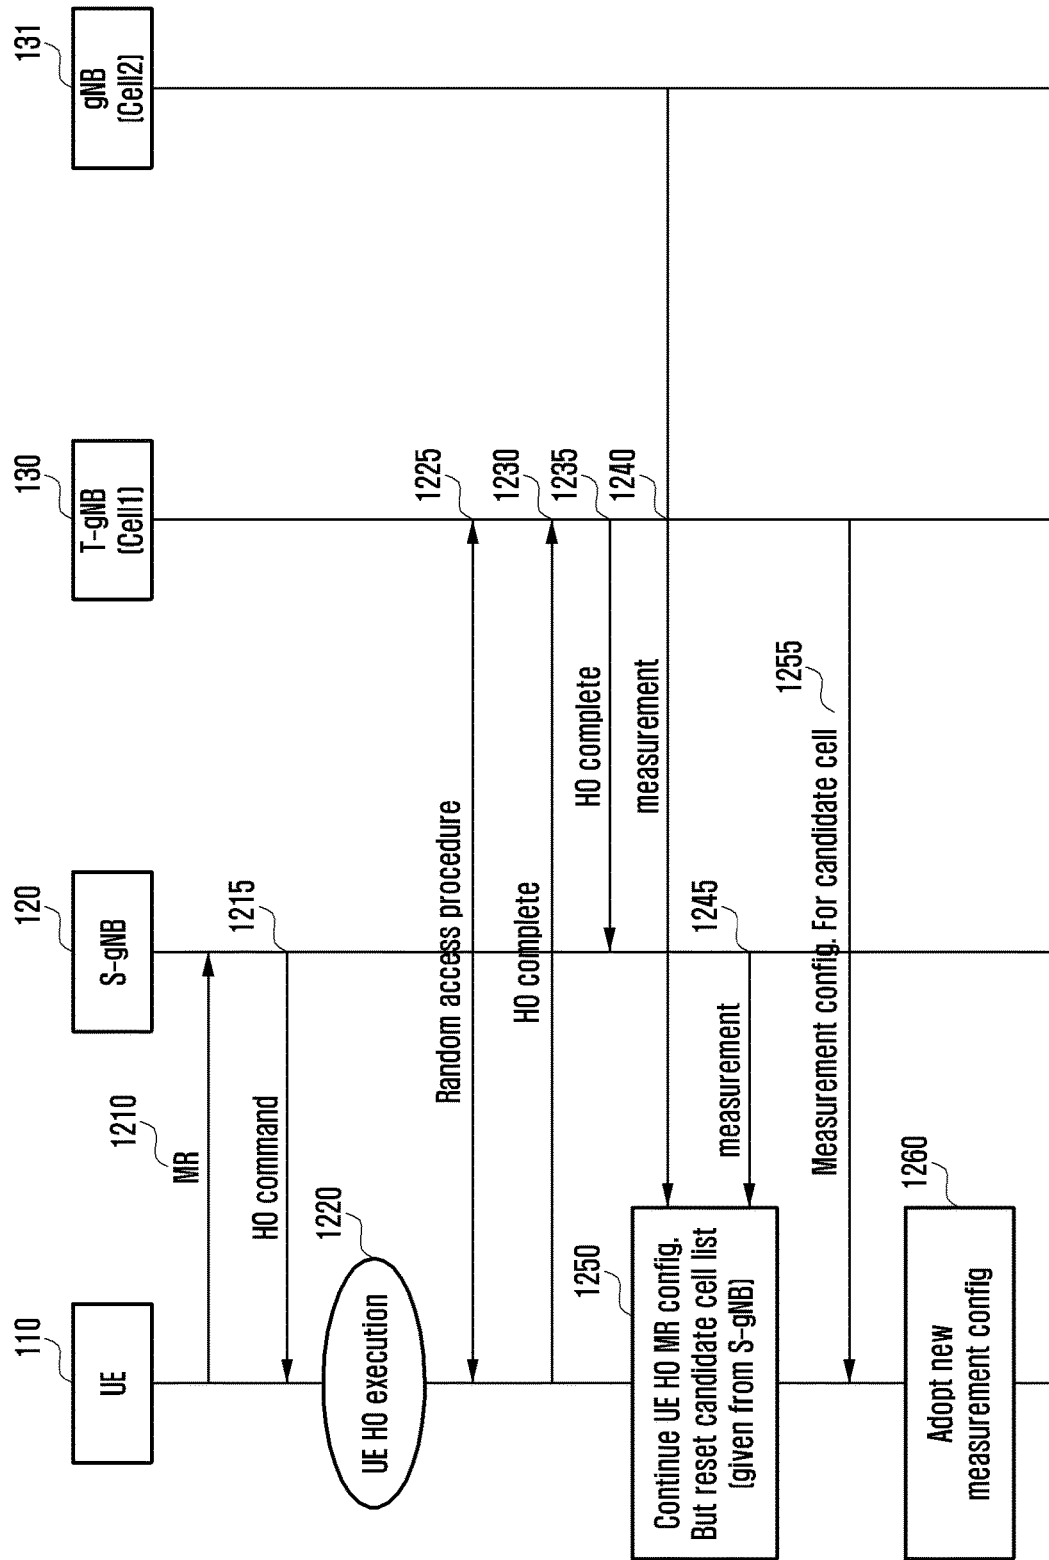 110
UE
120
S-gNB
130
T-gNB
(Cell1)
131
gNB
(Cell2)
1210
MR
1215
HO command
1220
UE HO execution
1225
Random access procedure
1230
HO complete
1235
HO complete
1240
measurement
1245
measurement
1250
Continue UE HO MR config.
But reset candidate cell list
(given from S-gNB)
1255
Measurement config. For candidate cell
1260
Adopt new
measurement config